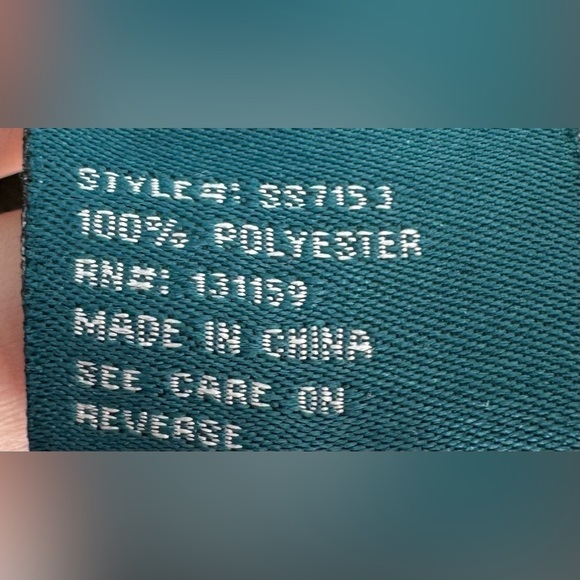 STYLE#: SS7153
100% POLYESTER
RN#: 131159
MADE IN CHINA
SEE CARE ON
REVERSE